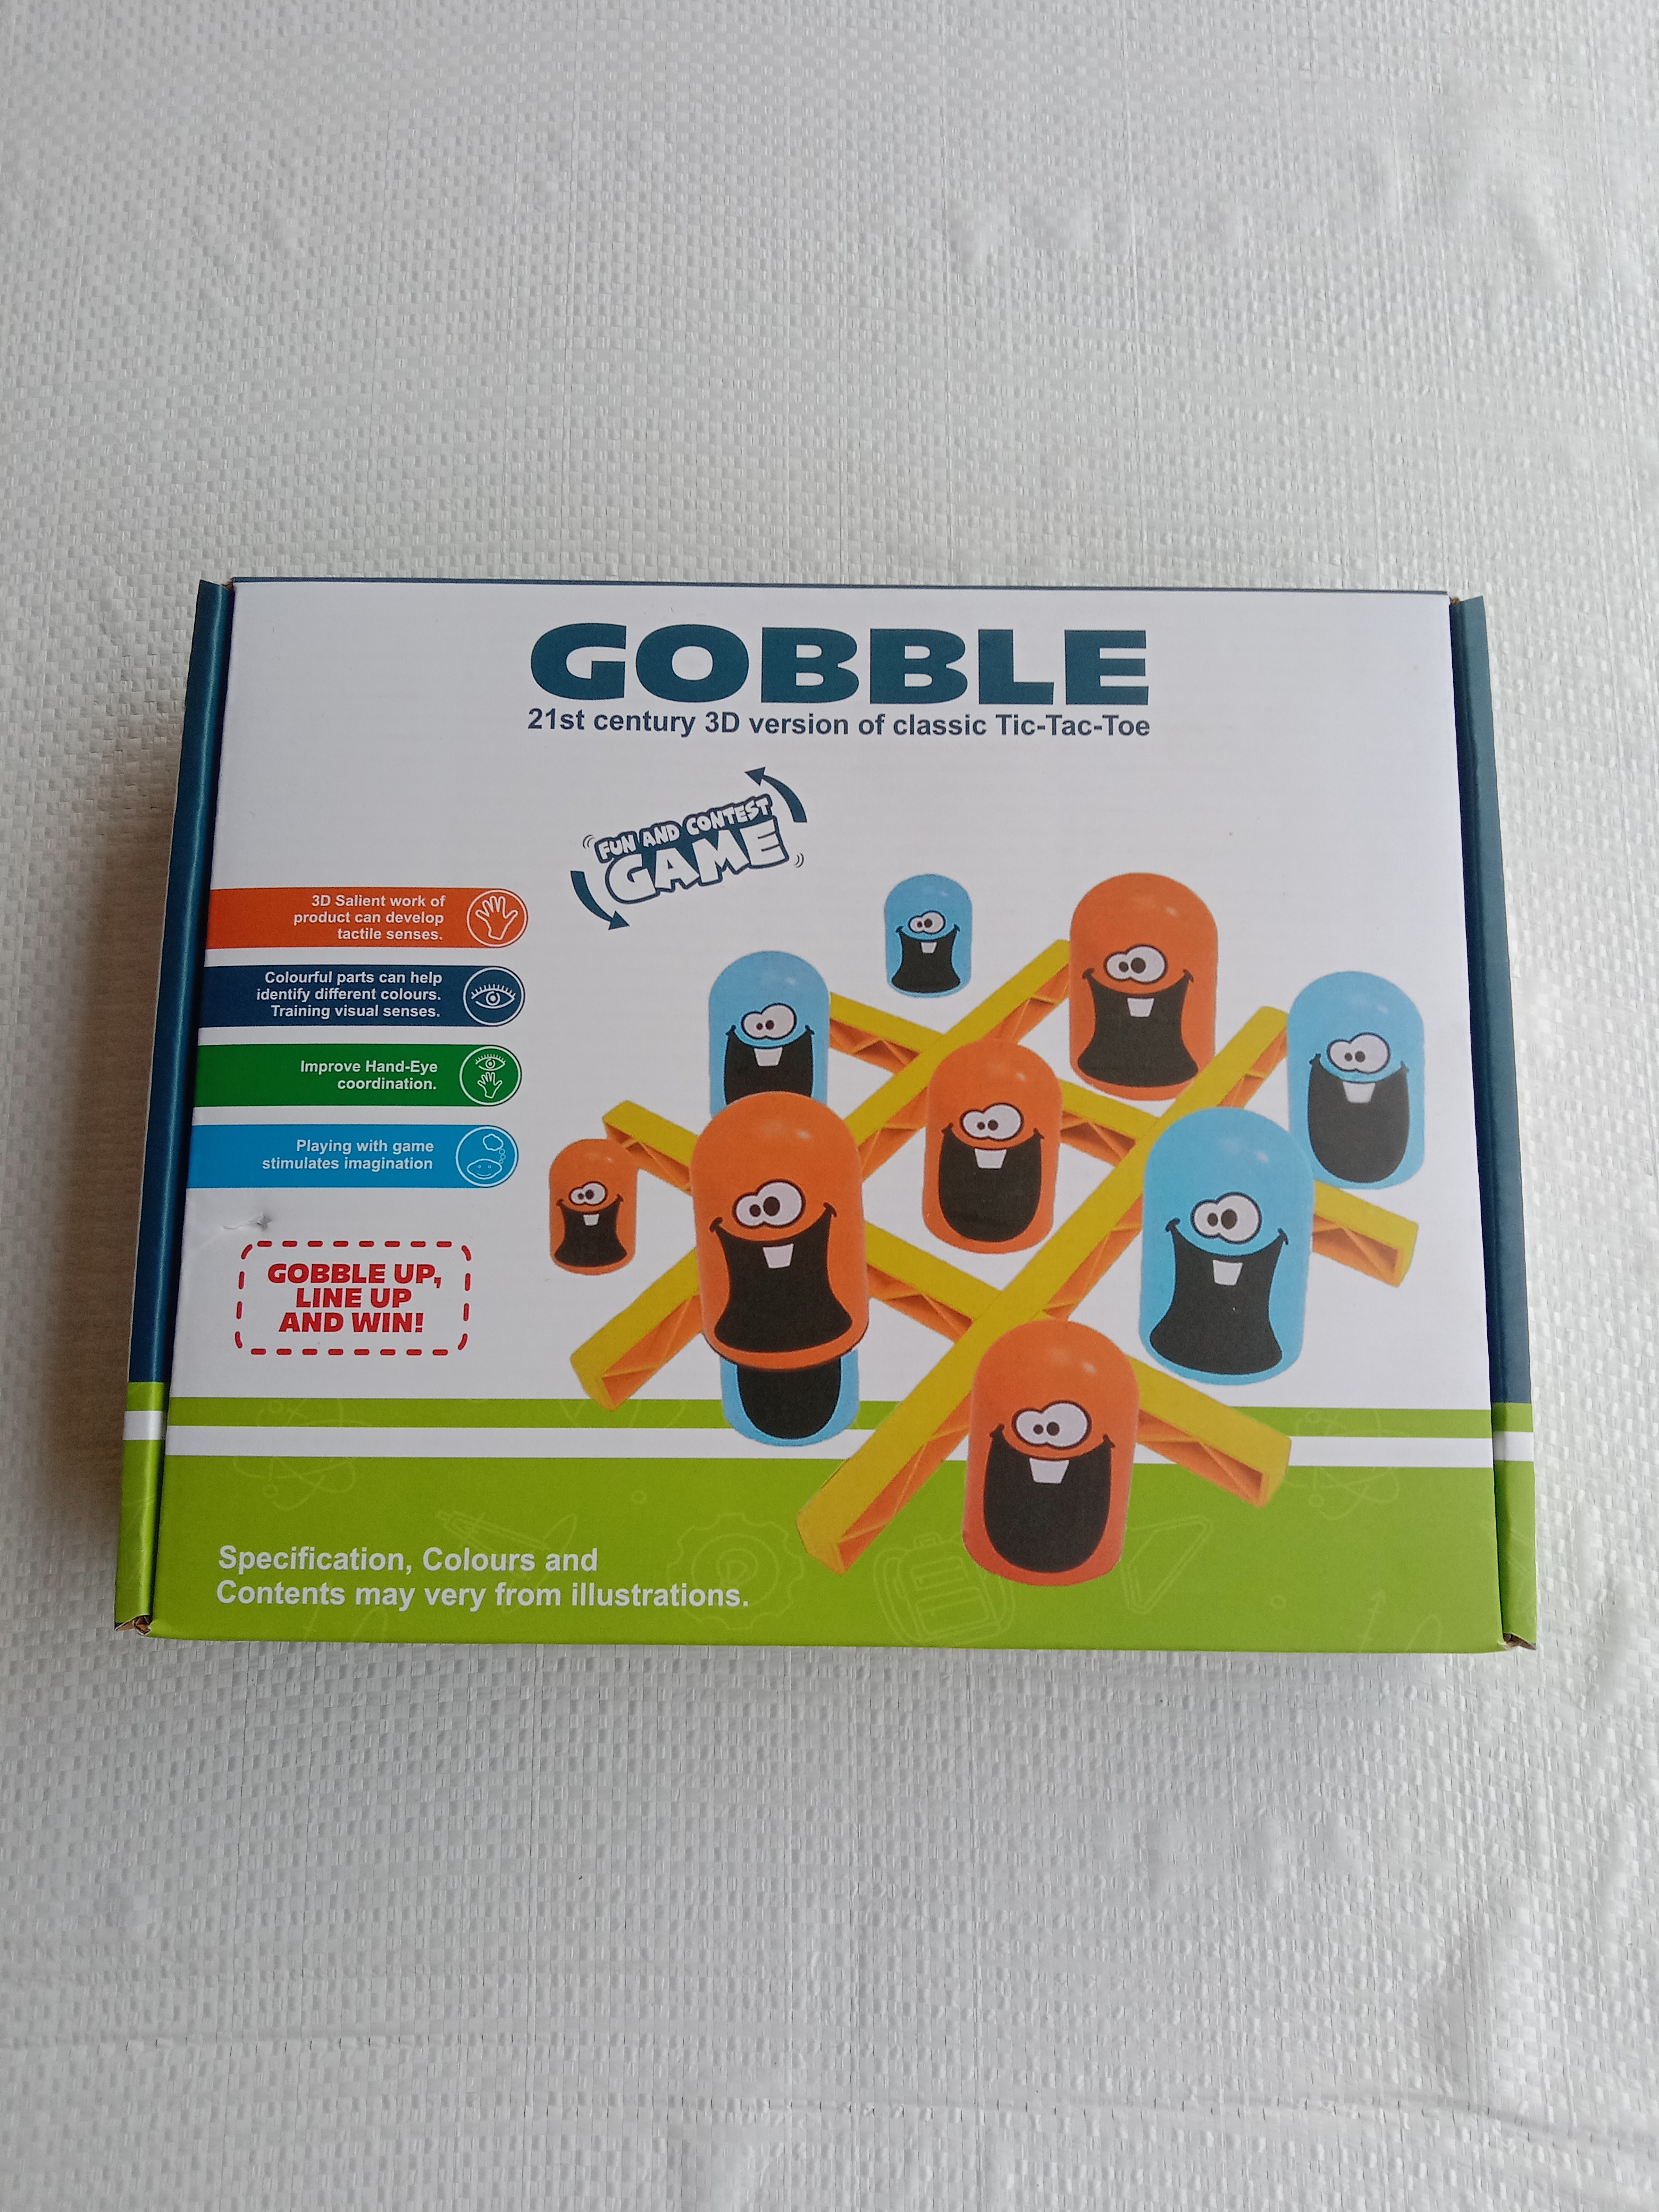 GOBBLE
21st century 3D version of classic Tic-Tac-Toe
FUN AND CONTEST
GAME
3D Salient work of
product can develop
tactile senses.
Colourful parts can help
identify different colours.
Training visual senses.
Improve Hand-Eye
coordination.
Playing with game
stimulates imagination
GOBBLE UP,
LINE UP
AND WIN!
Specification, Colours and
Contents may very from illustrations.